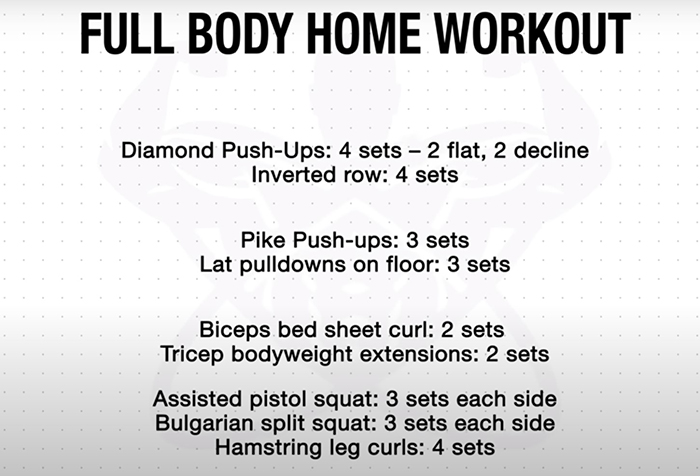 FULL BODY HOME WORKOUT
Diamond Push-Ups: 4 sets – 2 flat, 2 decline
Inverted row: 4 sets
Pike Push-ups: 3 sets
Lat pulldowns on floor: 3 sets
Biceps bed sheet curl: 2 sets
Tricep bodyweight extensions: 2 sets
Assisted pistol squat: 3 sets each side
Bulgarian split squat: 3 sets each side
Hamstring leg curls: 4 sets